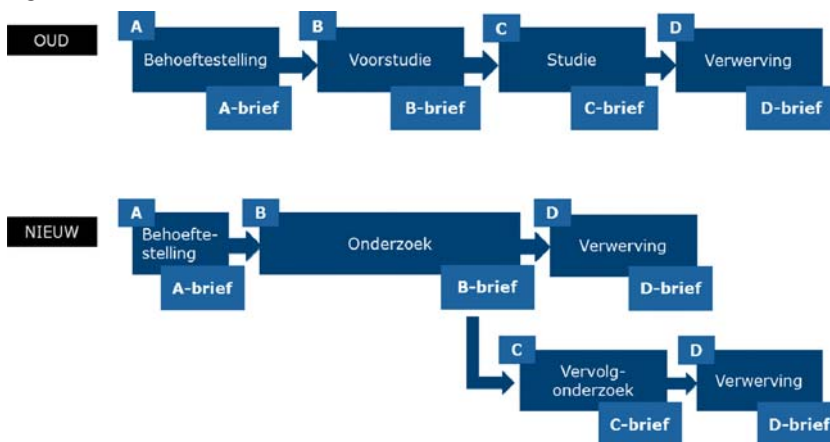 OUD
A
Behoeftestelling
A-brief
B
Voorstudie
B-brief
C
Studie
C-brief
D
Verwerving
D-brief
NIEUW
A
Behoefte-
stelling
A-brief
B
Onderzoek
B-brief
D
Verwerving
D-brief
C
Vervolg-
onderzoek
C-brief
D
Verwerving
D-brief